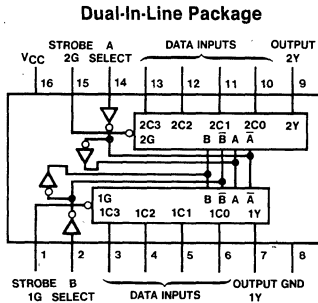 Dual-In-Line Package
STROBE A DATA INPUTS OUTPUT
VCC 2G SELECT 2Y
16 15 14 13 12 11 10 9
2C3 2C2 2C1 2C0 2Y
2G B B̅ A A̅
B B̅ A A̅
1G
1C3 1C2 1C1 1C0 1Y
1 2 3 4 5 6 7 8
STROBE B DATA INPUTS OUTPUT GND
1G SELECT 1Y